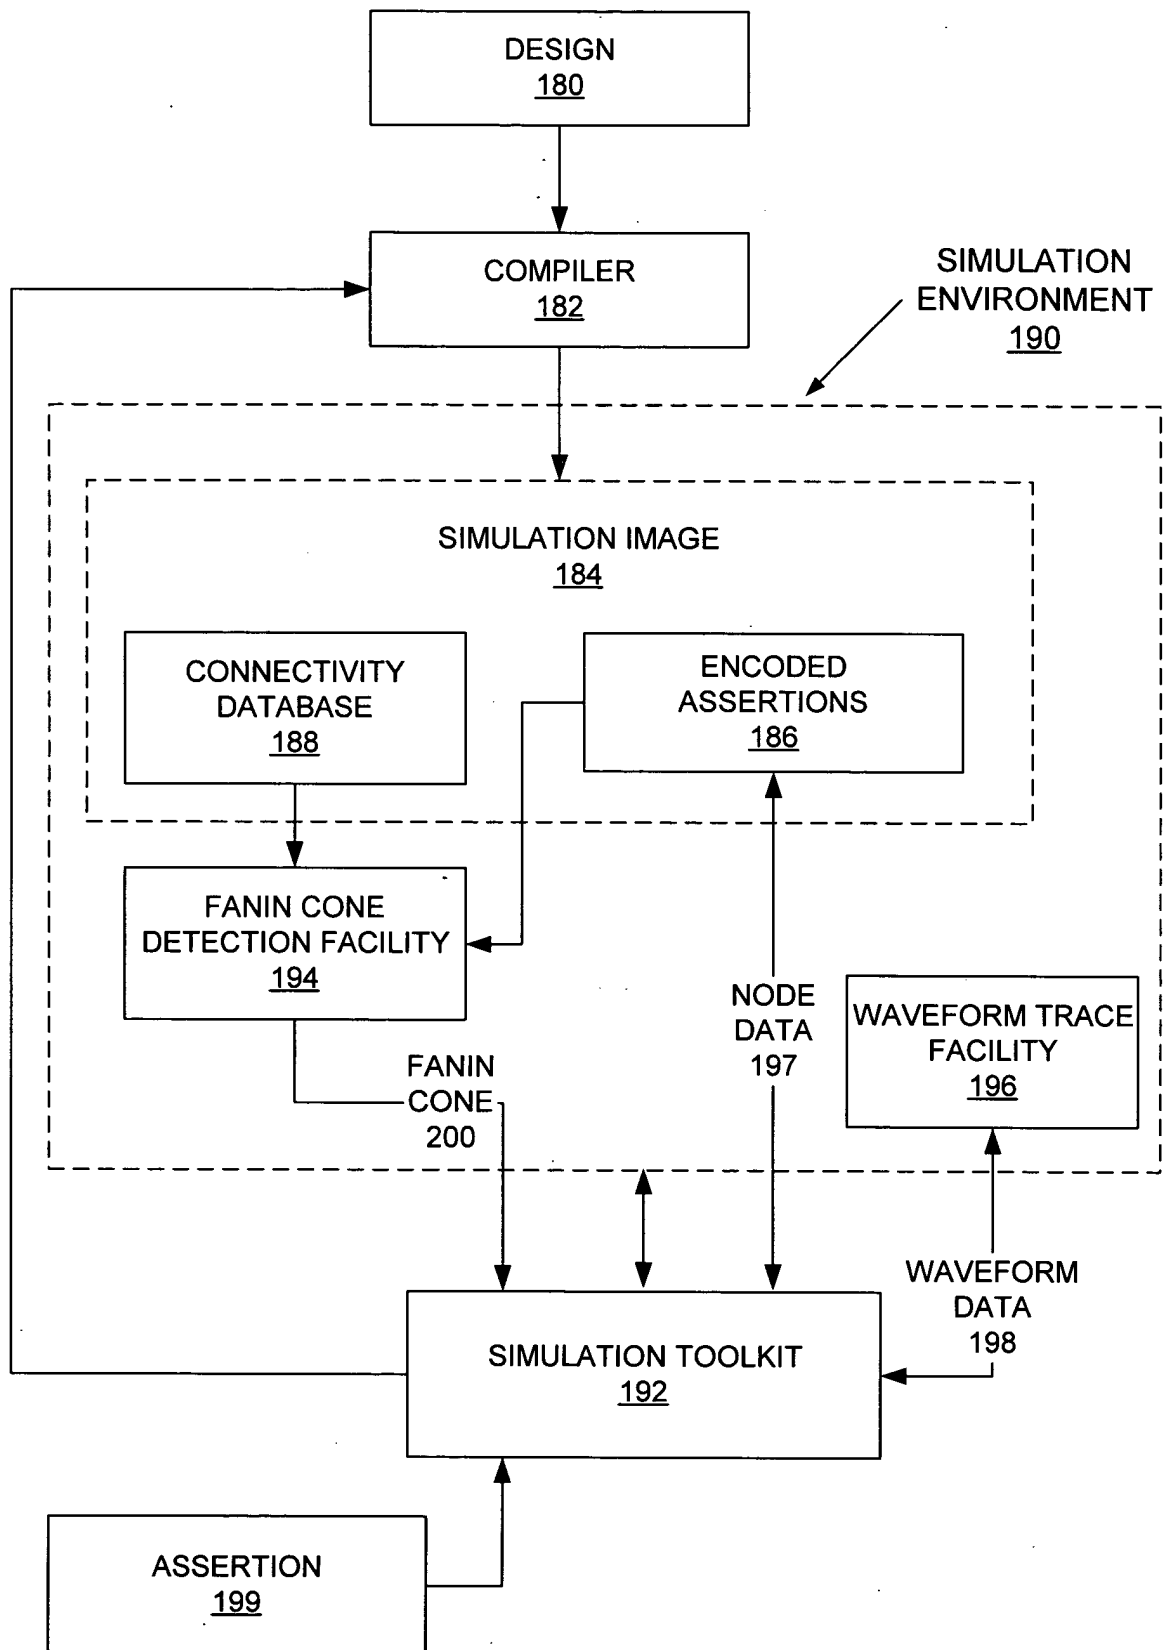 DESIGN
180
COMPILER
182
SIMULATION
ENVIRONMENT
190
SIMULATION IMAGE
184
CONNECTIVITY
DATABASE
188
ENCODED
ASSERTIONS
186
FANIN CONE
DETECTION FACILITY
194
NODE
DATA
197
WAVEFORM TRACE
FACILITY
196
FANIN
CONE
200
WAVEFORM
DATA
198
SIMULATION TOOLKIT
192
ASSERTION
199